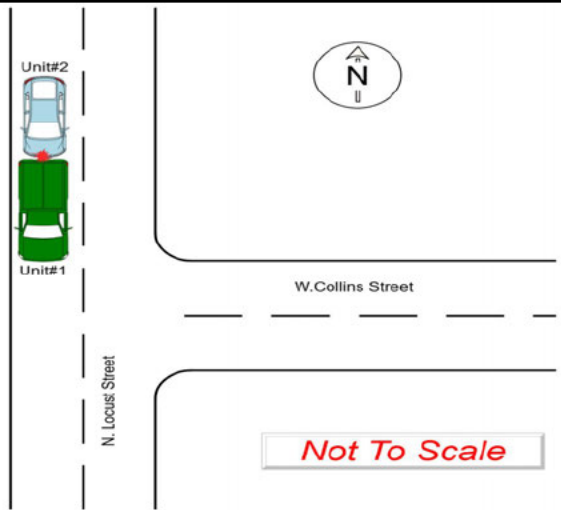 Unit#2
N
Unit#1
W.Collins Street
N. Locust Street
Not To Scale